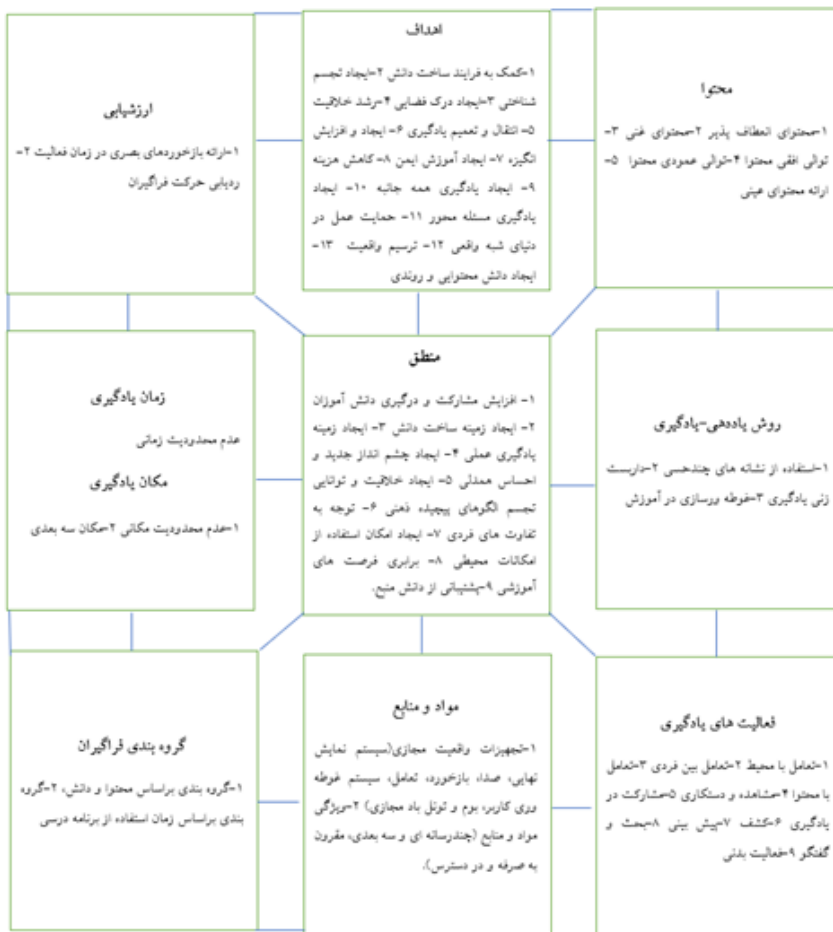 اهداف
۱-کمک به فرایند ساخت دانش ۲-ایجاد تجسم
شناختی ۳-ایجاد درک فضایی ۴-رشد خلاقیت
۵- انتقال و تعمیم یادگیری ۶- ایجاد و افزایش
انگیزه ۷- ایجاد آموزش ایمن ۸- کاهش هزینه
۹- ایجاد یادگیری همه جانبه ۱۰- ایجاد
یادگیری مسئله محور ۱۱- حمایت عمل در
دنیای شبه واقعی ۱۲- ترسیم واقعیت ۱۳-
ایجاد دانش محتوایی و روندی
محتوا
۱-محتوای انعطاف پذیر ۲-محتوای غنی ۳-
توالی افقی محتوا ۴-توالی عمودی محتوا ۵-
ارائه محتوای عینی
ارزشیابی
۱-ارائه بازخوردهای بصری در زمان فعالیت ۲-
ردیابی حرکت فراگیران
روش یاددهی-یادگیری
۱-استفاده از نشانه های چندحسی ۲-داربست
زنی یادگیری ۳-غوطه ورسازی در آموزش
منطق
۱- افزایش مشارکت و درگیری دانش آموزان
۲- ایجاد زمینه ساخت دانش ۳- ایجاد زمینه
یادگیری عملی ۴- ایجاد چشم انداز جدید و
احساس همدلی ۵- ایجاد خلاقیت و توانایی
تجسم الگوهای پیچیده ذهنی ۶- توجه به
تفاوت های فردی ۷- ایجاد امکان استفاده از
امکانات محیطی ۸- برابری فرصت های
آموزشی ۹-پشتیبانی از دانش منبع.
زمان یادگیری
عدم محدودیت زمانی
مکان یادگیری
۱-عدم محدودیت مکانی ۲-مکان سه بعدی
فعالیت های یادگیری
۱-تعامل با محیط ۲-تعامل بین فردی ۳-تعامل
با محتوا ۴-مشاهده و دستکاری ۵-مشارکت در
یادگیری ۶-کشف ۷-پیش بینی ۸-بحث و
گفتگو ۹-فعالیت بدنی
مواد و منابع
۱-تجهیزات واقعیت مجازی(سیستم نمایش
نهایی، صدا، بازخورد، تعامل، سیستم غوطه
وری کاربر، بوم و تونل باد مجازی) ۲-ویژگی
مواد و منابع (چندرسانه ای و سه بعدی، مقرون
به صرفه و در دسترس).
گروه بندی فراگیران
۱-گروه بندی براساس محتوا و دانش، ۲-گروه
بندی براساس زمان استفاده از برنامه درسی